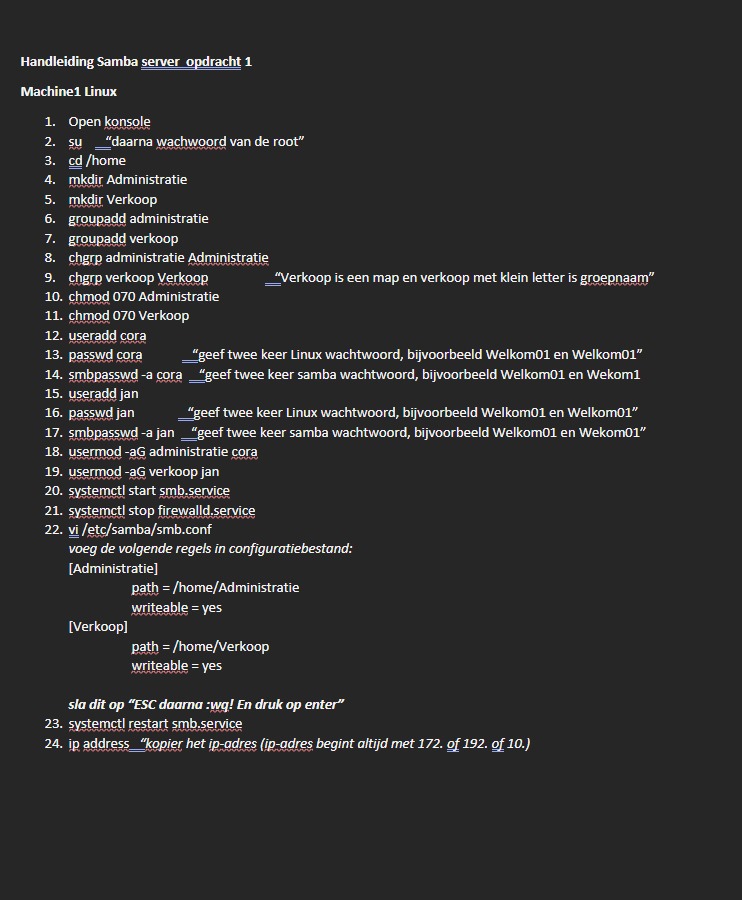 Handleiding Samba server opdracht 1
Machine1 Linux
1. Open konsole
2. su __“daarna wachwoord van de root”
3. cd /home
4. mkdir Administratie
5. mkdir Verkoop
6. groupadd administratie
7. groupadd verkoop
8. chgrp administratie Administratie
9. chgrp verkoop Verkoop __“Verkoop is een map en verkoop met klein letter is groepnaam”
10. chmod 070 Administratie
11. chmod 070 Verkoop
12. useradd cora
13. passwd cora __“geef twee keer Linux wachtwoord, bijvoorbeeld Welkom01 en Welkom01”
14. smbpasswd -a cora __“geef twee keer samba wachtwoord, bijvoorbeeld Welkom01 en Wekom1
15. useradd jan
16. passwd jan __“geef twee keer Linux wachtwoord, bijvoorbeeld Welkom01 en Welkom01”
17. smbpasswd -a jan __“geef twee keer samba wachtwoord, bijvoorbeeld Welkom01 en Wekom01”
18. usermod -aG administratie cora
19. usermod -aG verkoop jan
20. systemctl start smb.service
21. systemctl stop firewalld.service
22. vi /etc/samba/smb.conf
voeg de volgende regels in configuratiebestand:
[Administratie]
path = /home/Administratie
writeable = yes
[Verkoop]
path = /home/Verkoop
writeable = yes
sla dit op “ESC daarna :wq! En druk op enter”
23. systemctl restart smb.service
24. ip address__“kopier het ip-adres (ip-adres begint altijd met 172. of 192. of 10.)